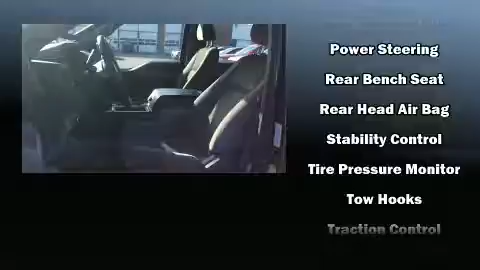 Power Steering
Rear Bench Seat
Rear Head Air Bag
Stability Control
Tire Pressure Monitor
Tow Hooks
Traction Control